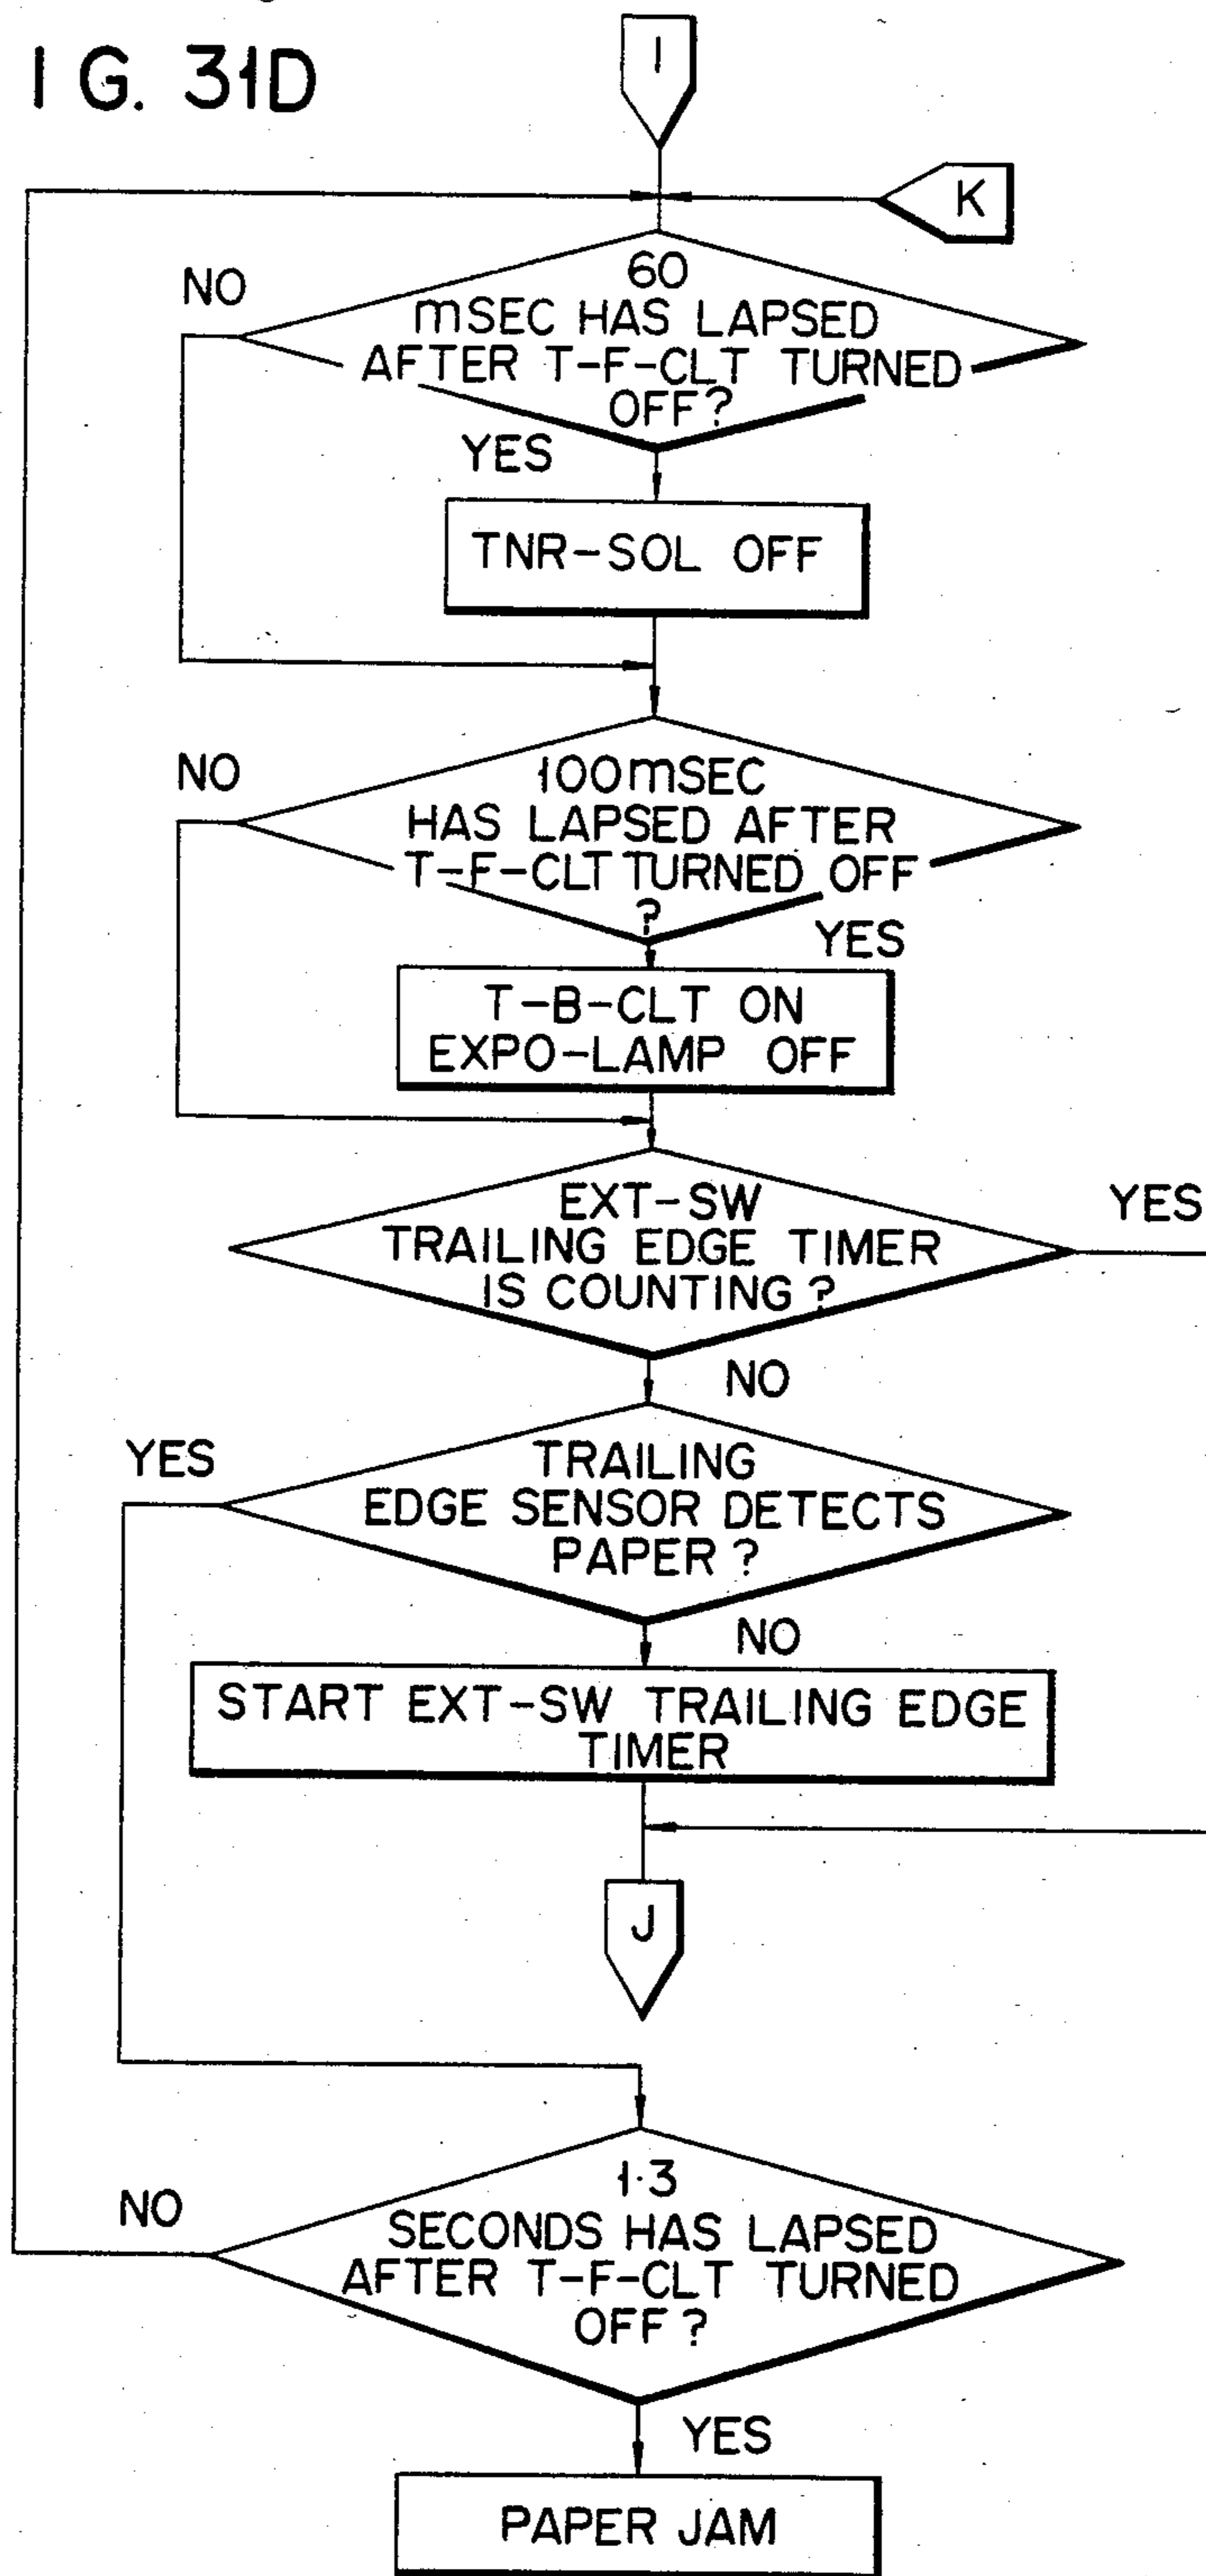 I G. 31D
I
K
NO
60
mSEC HAS LAPSED
AFTER T-F-CLT TURNED
OFF?
YES
TNR-SOL OFF
NO
100mSEC
HAS LAPSED AFTER
T-F-CLT TURNED OFF
?
YES
T-B-CLT ON
EXPO-LAMP OFF
EXT-SW
TRAILING EDGE TIMER
IS COUNTING?
YES
NO
YES
TRAILING
EDGE SENSOR DETECTS
PAPER?
NO
START EXT-SW TRAILING EDGE
TIMER
J
NO
1.3
SECONDS HAS LAPSED
AFTER T-F-CLT TURNED
OFF?
YES
PAPER JAM